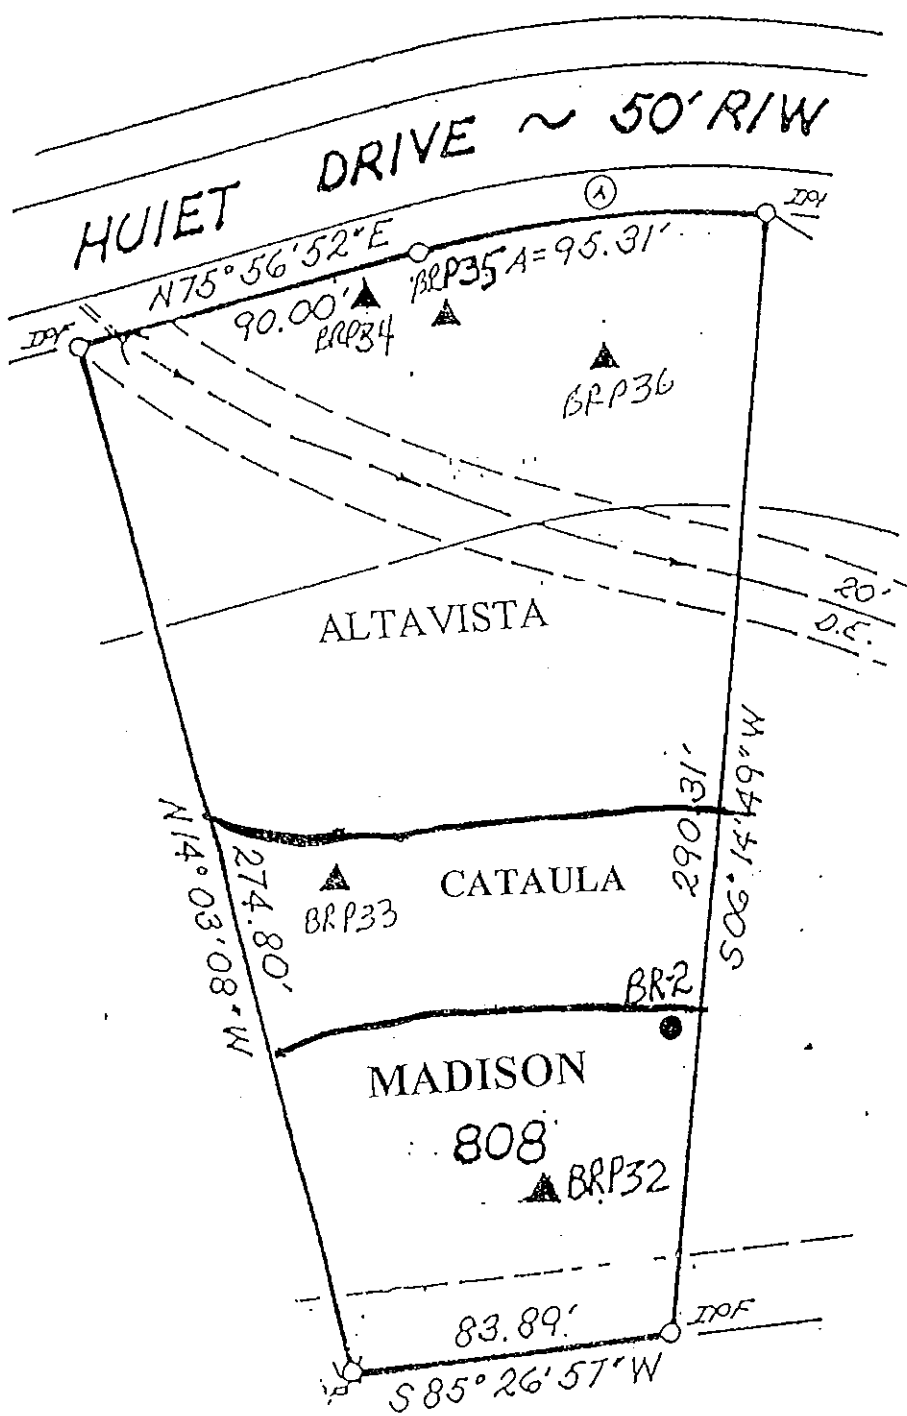 HUIET DRIVE ~ 50' R/W
A
N75°56'52"E
90.00'
A=95.31'
BRP35
BRP34
BRP36
20'
D.E.
ALTAVISTA
290.31'
S06°14'49"W
N14°03'08"W
274.80'
CATAULA
BRP33
BR-2
MADISON
808
BRP32
83.89'
IPF
S85°26'57"W